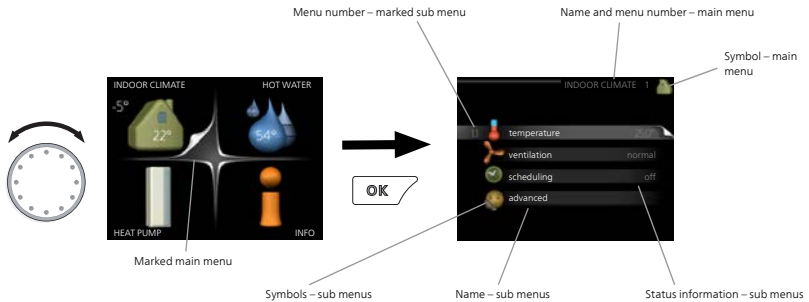 Menu number – marked sub menu
Name and menu number – main menu
Symbol – main
menu
INDOOR CLIMATE
HOT WATER
-5°
22°
54°
HEAT PUMP
INFO
Marked main menu
OK
INDOOR CLIMATE 1
temperature
ventilation normal
scheduling off
advanced
Symbols – sub menus
Name – sub menus
Status information – sub menus